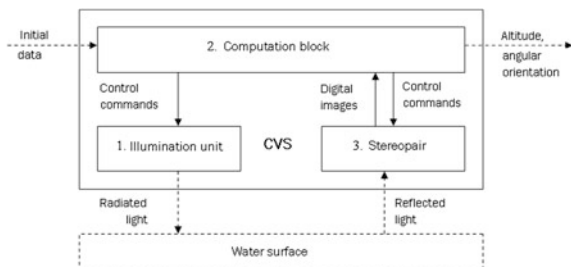 Initial
data
2. Computation block
Altitude,
angular
orientation
Control
commands
Digital
images
Control
commands
1. Illumination unit
CVS
3. Stereopair
Radiated
light
Reflected
light
Water surface